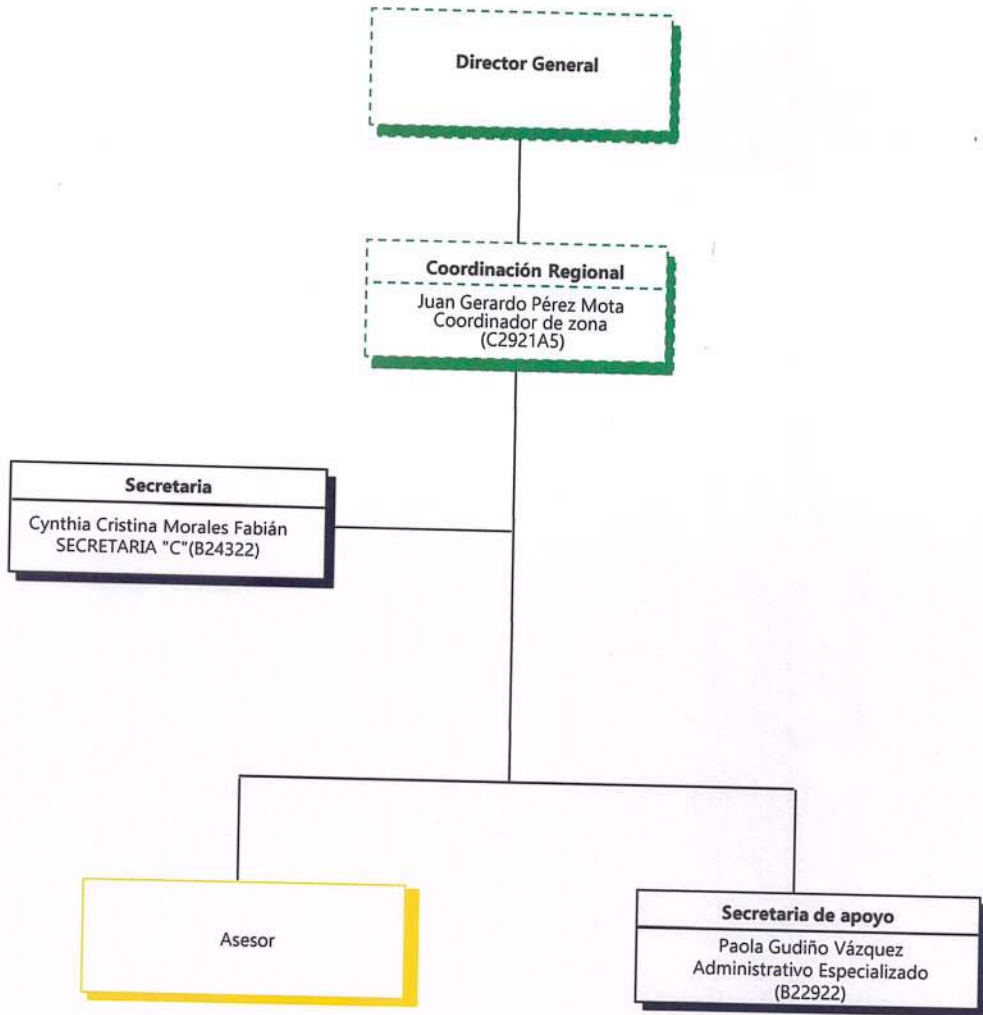 Director General
Coordinación Regional
Juan Gerardo Pérez Mota
Coordinador de zona
(C2921A5)
Secretaria
Cynthia Cristina Morales Fabián
SECRETARIA "C"(B24322)
Asesor
Secretaria de apoyo
Paola Gudiño Vázquez
Administrativo Especializado
(B22922)